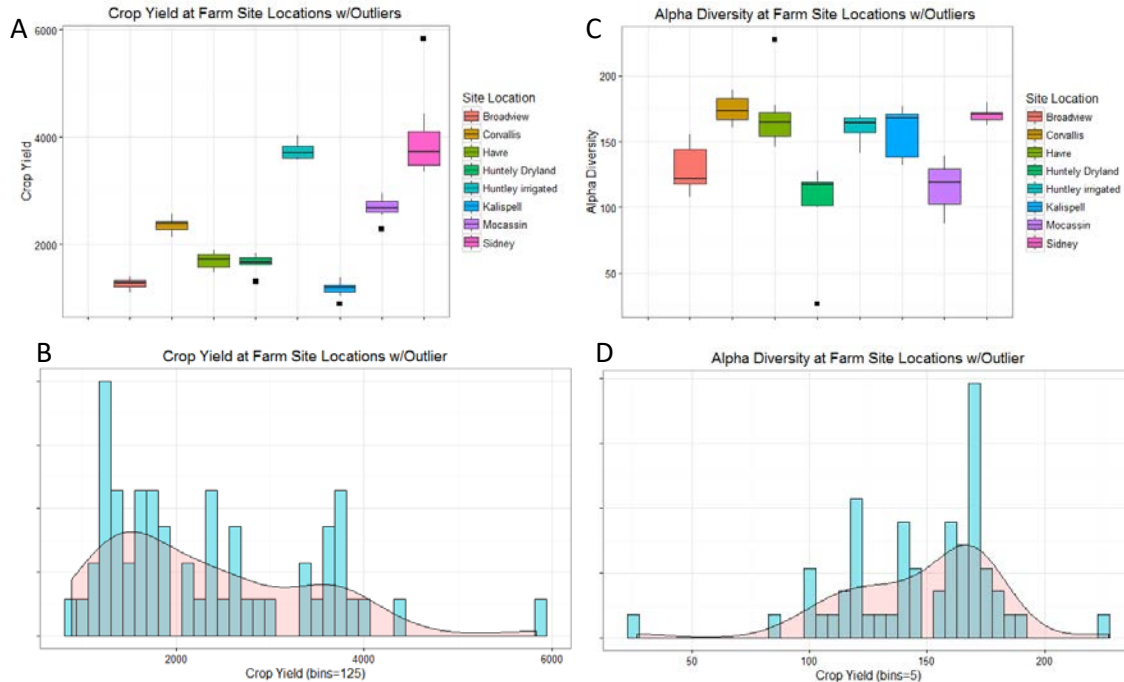 A
Crop Yield at Farm Site Locations w/Outliers
6000
4000
2000
Crop Yield
Site Location
Broadview
Corvallis
Havre
Huntely Dryland
Huntley irrigated
Kalispell
Mocassin
Sidney
C
Alpha Diversity at Farm Site Locations w/Outliers
200
150
100
50
Alpha Diversity
Site Location
Broadview
Corvallis
Havre
Huntely Dryland
Huntley irrigated
Kalispell
Mocassin
Sidney
B
Crop Yield at Farm Site Locations w/Outlier
2000 4000 6000
Crop Yield (bins=125)
D
Alpha Diversity at Farm Site Locations w/Outlier
50 100 150 200
Crop Yield (bins=5)